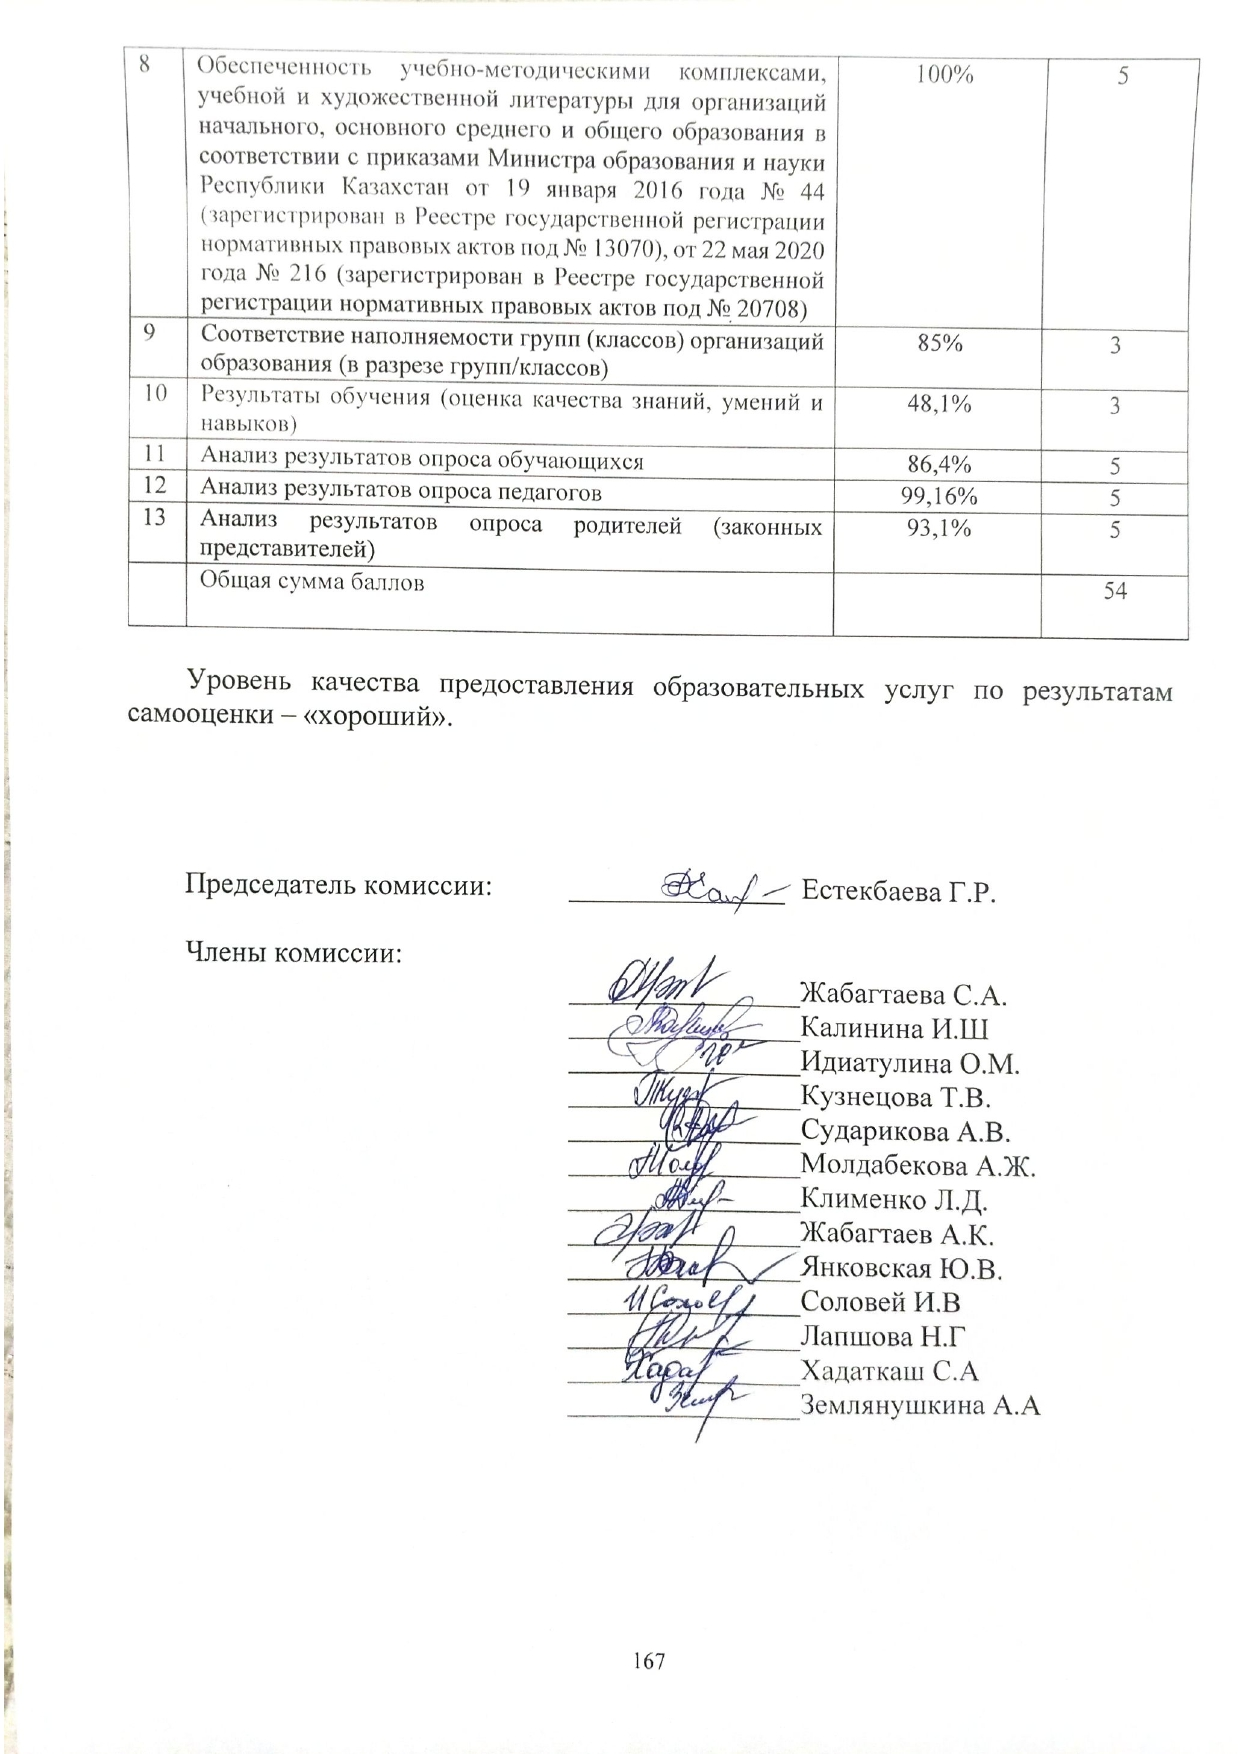 8 Обеспеченность учебно-методическими комплексами, 100% 5
учебной и художественной литературы для организаций
начального, основного среднего и общего образования в
соответствии с приказами Министра образования и науки
Республики Казахстан от 19 января 2016 года № 44
(зарегистрирован в Реестре государственной регистрации
нормативных правовых актов под № 13070), от 22 мая 2020
года № 216 (зарегистрирован в Реестре государственной
регистрации нормативных правовых актов под № 20708)
9 Соответствие наполняемости групп (классов) организаций 85% 3
образования (в разрезе групп/классов)
10 Результаты обучения (оценка качества знаний, умений и 48,1% 3
навыков)
11 Анализ результатов опроса обучающихся 86,4% 5
12 Анализ результатов опроса педагогов 99,16% 5
13 Анализ результатов опроса родителей (законных 93,1% 5
представителей)
Общая сумма баллов 54
Уровень качества предоставления образовательных услуг по результатам
самооценки – «хороший».
Председатель комиссии: Естекбаева Г.Р.
Члены комиссии:
Жабагтаева С.А.
Калинина И.Ш
Идиатулина О.М.
Кузнецова Т.В.
Сударикова А.В.
Молдабекова А.Ж.
Клименко Л.Д.
Жабагтаев А.К.
Янковская Ю.В.
Соловей И.В
Лапшова Н.Г
Хадаткаш С.А
Землянушкина А.А
167